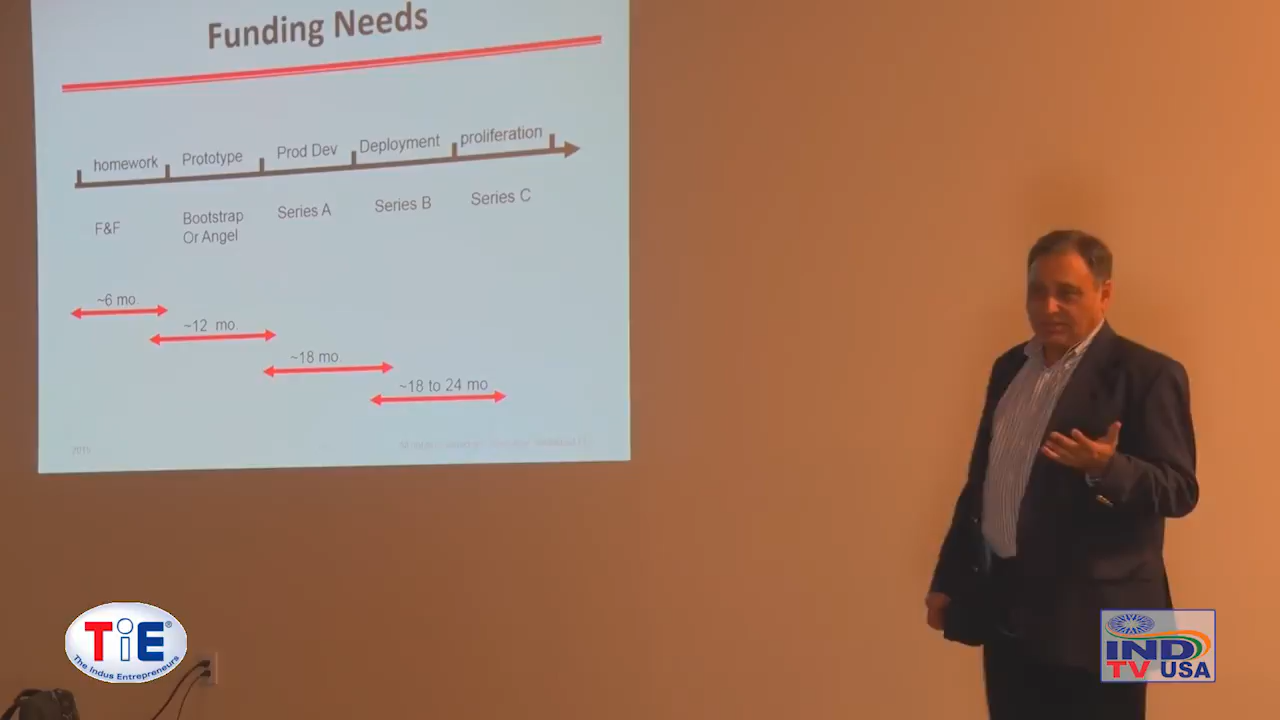 Funding Needs
homework Prototype Prod Dev Deployment proliferation
F&F Bootstrap Or Angel Series A Series B Series C
~6 mo.
~12 mo.
~18 mo.
~18 to 24 mo
TiE®
The Indus Entrepreneurs
IND
TV USA